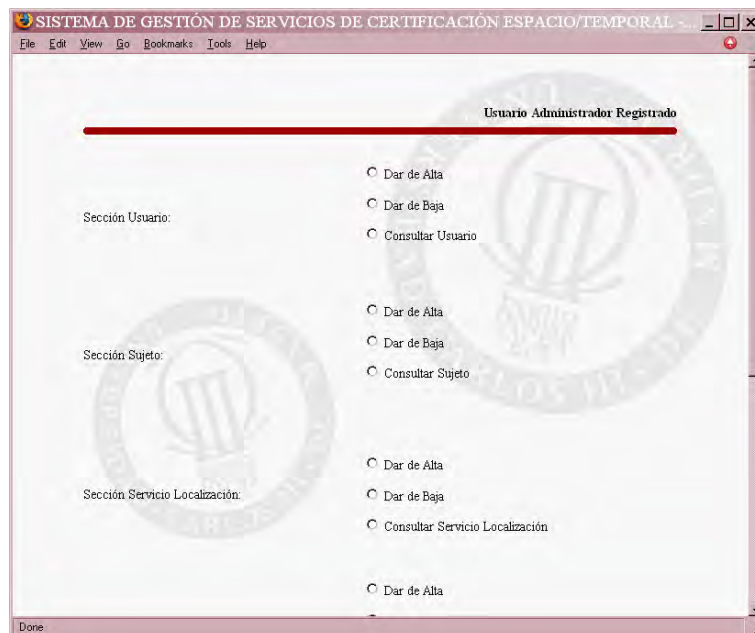 SISTEMA DE GESTIÓN DE SERVICIOS DE CERTIFICACIÓN ESPACIO/TEMPORAL -...
File Edit View Go Bookmarks Tools Help
Usuario Administrador Registrado
Dar de Alta
Dar de Baja
Sección Usuario:
Consultar Usuario
Dar de Alta
Dar de Baja
Sección Sujeto:
Consultar Sujeto
Dar de Alta
Sección Servicio Localización:
Dar de Baja
Consultar Servicio Localización
Dar de Alta
Done